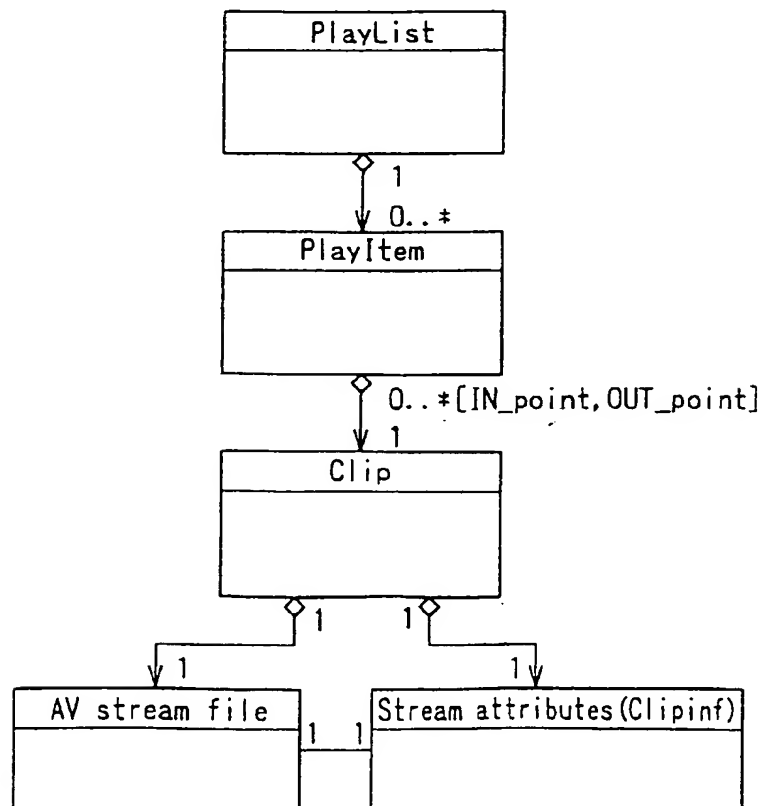 PlayList
1
0..*
PlayItem
0..*[IN_point,OUT_point]
1
Clip
1 1
1 1
AV stream file Stream attributes(Clipinf)
1 1